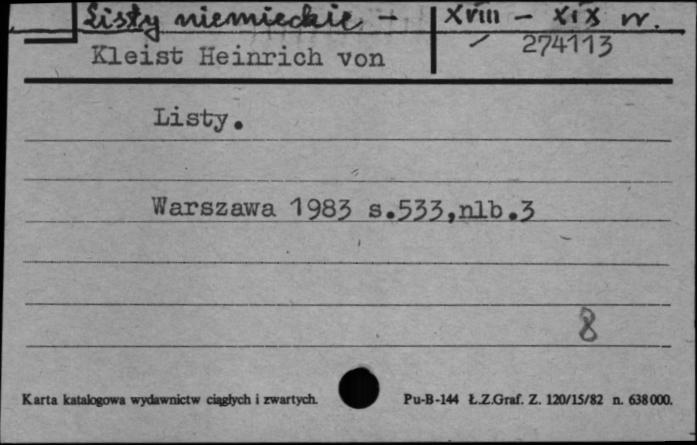 Listy niemieckie - XVIII - XIX w.
Kleist Heinrich von
274113
Listy.
Warszawa 1983 s.533,nlb.3
8
Karta katalogowa wydawnictw ciągłych i zwartych.
Pu-B-144 Ł.Z.Graf. Z. 120/15/82 n. 638000.